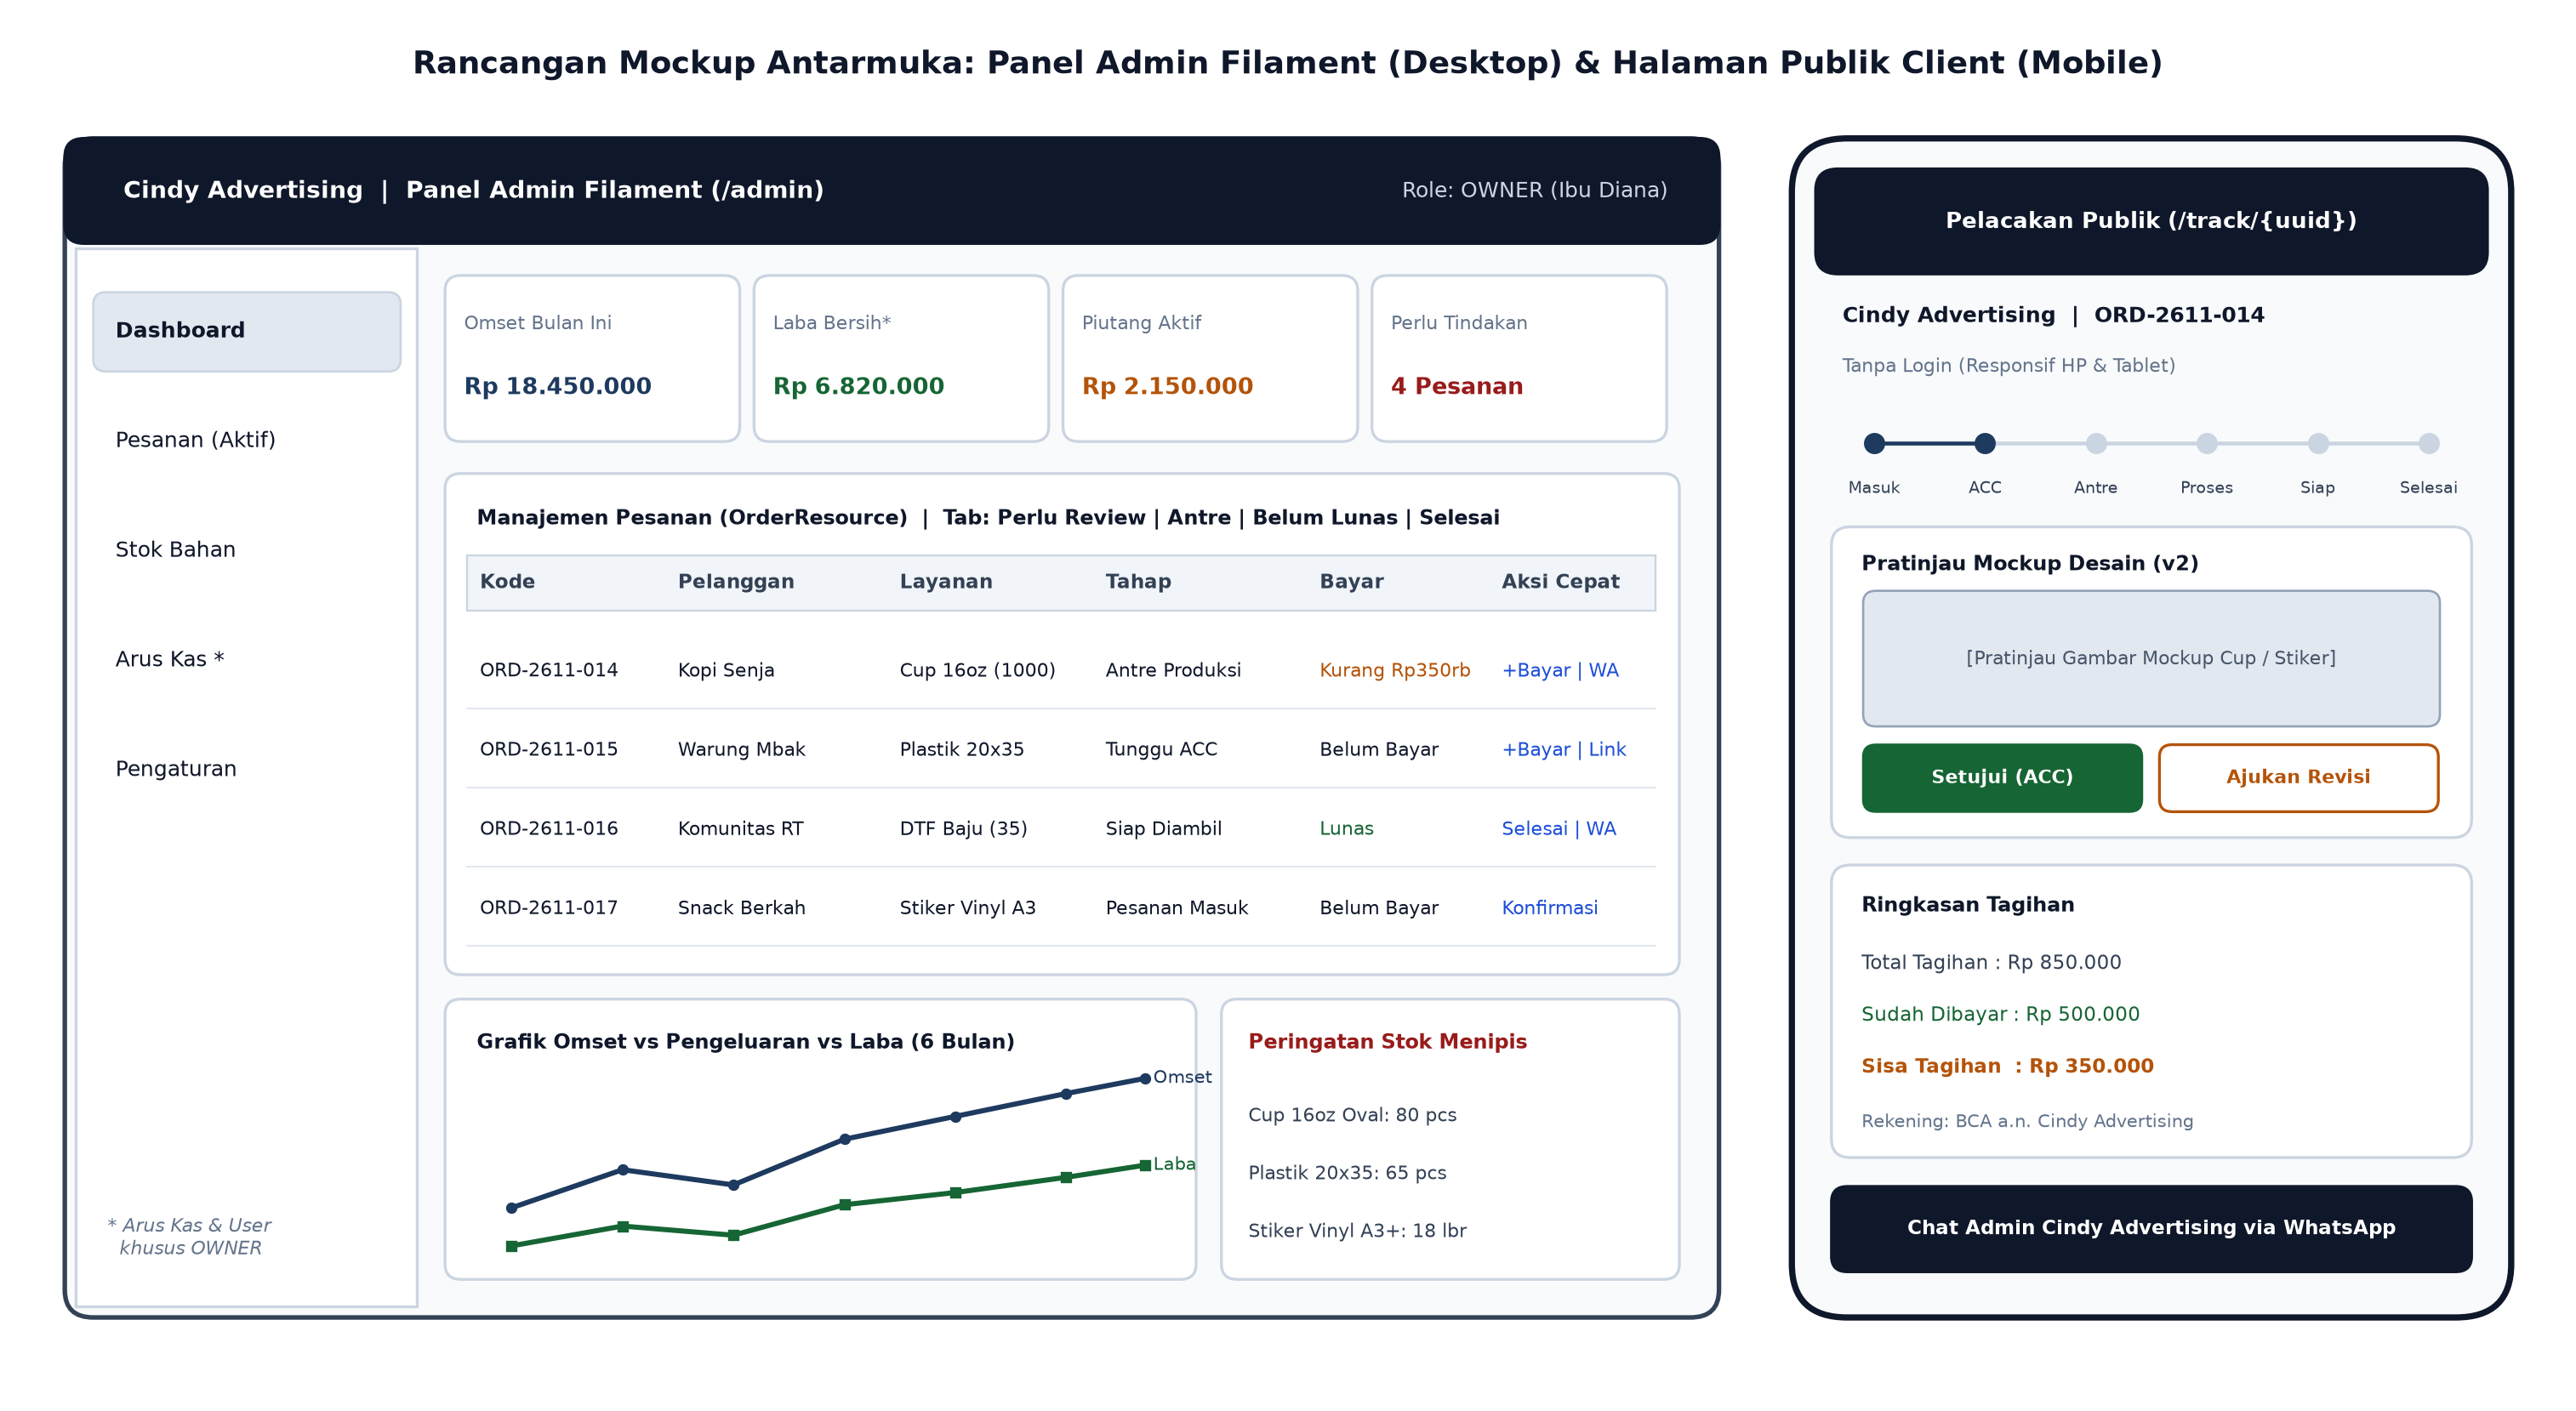 Rancangan Mockup Antarmuka: Panel Admin Filament (Desktop) & Halaman Publik Client (Mobile)
Cindy Advertising | Panel Admin Filament (/admin)
Role: OWNER (Ibu Diana)
Dashboard
Pesanan (Aktif)
Stok Bahan
Arus Kas *
Pengaturan
* Arus Kas & User
khusus OWNER
Omset Bulan Ini
Rp 18.450.000
Laba Bersih*
Rp 6.820.000
Piutang Aktif
Rp 2.150.000
Perlu Tindakan
4 Pesanan
Manajemen Pesanan (OrderResource) | Tab: Perlu Review | Antre | Belum Lunas | Selesai
Kode Pelanggan Layanan Tahap Bayar Aksi Cepat
ORD-2611-014 Kopi Senja Cup 16oz (1000) Antre Produksi Kurang Rp350rb +Bayar | WA
ORD-2611-015 Warung Mbak Plastik 20x35 Tunggu ACC Belum Bayar +Bayar | Link
ORD-2611-016 Komunitas RT DTF Baju (35) Siap Diambil Lunas Selesai | WA
ORD-2611-017 Snack Berkah Stiker Vinyl A3 Pesanan Masuk Belum Bayar Konfirmasi
Grafik Omset vs Pengeluaran vs Laba (6 Bulan)
Omset
Laba
Peringatan Stok Menipis
Cup 16oz Oval: 80 pcs
Plastik 20x35: 65 pcs
Stiker Vinyl A3+: 18 lbr
Pelacakan Publik (/track/{uuid})
Cindy Advertising | ORD-2611-014
Tanpa Login (Responsif HP & Tablet)
Masuk ACC Antre Proses Siap Selesai
Pratinjau Mockup Desain (v2)
[Pratinjau Gambar Mockup Cup / Stiker]
Setujui (ACC)
Ajukan Revisi
Ringkasan Tagihan
Total Tagihan : Rp 850.000
Sudah Dibayar : Rp 500.000
Sisa Tagihan : Rp 350.000
Rekening: BCA a.n. Cindy Advertising
Chat Admin Cindy Advertising via WhatsApp